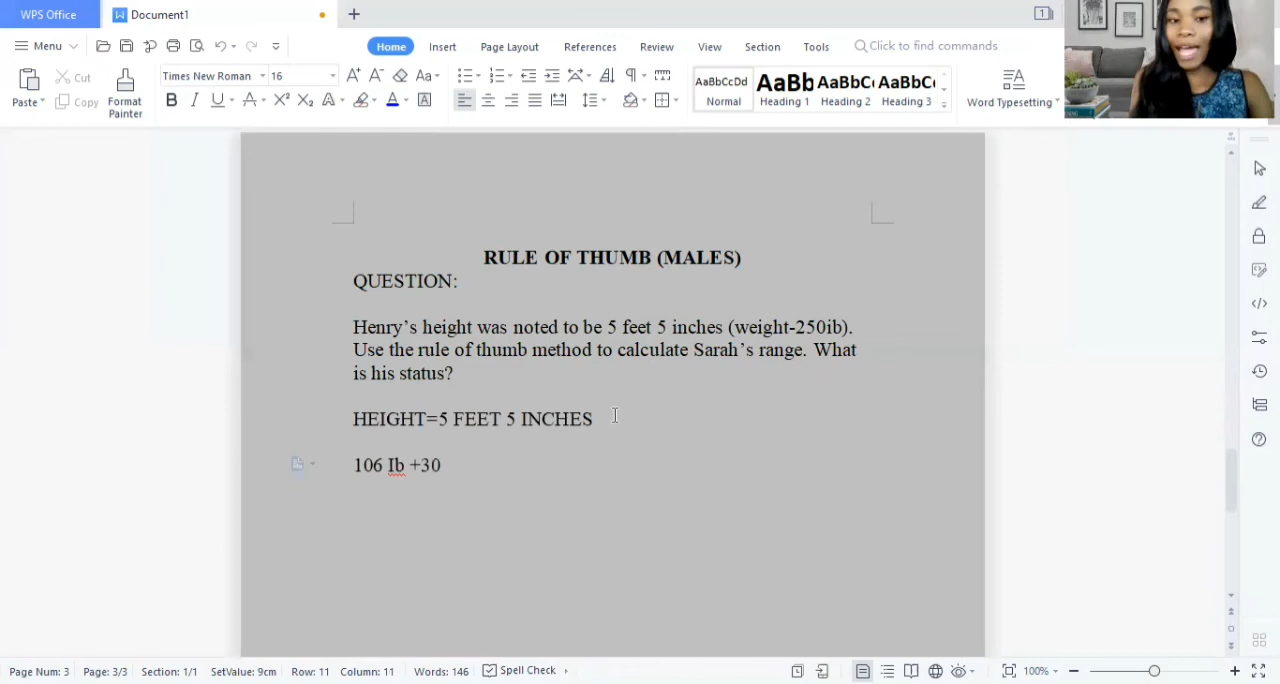 WPS Office
Document1
1
Menu
Home Insert Page Layout References Review View Section Tools Click to find commands
Paste Cut Copy Format Painter
Times New Roman 16
AaBbCcDd AaBb AaBbC AaBbC
Normal Heading 1 Heading 2 Heading 3
Word Typesetting
RULE OF THUMB (MALES)
QUESTION:
Henry's height was noted to be 5 feet 5 inches (weight-250ib).
Use the rule of thumb method to calculate Sarah's range. What
is his status?
HEIGHT=5 FEET 5 INCHES
106 Ib +30
Page Num: 3 Page: 3/3 Section: 1/1 SetValue: 9cm Row: 11 Column: 11 Words: 146 Spell Check 100%